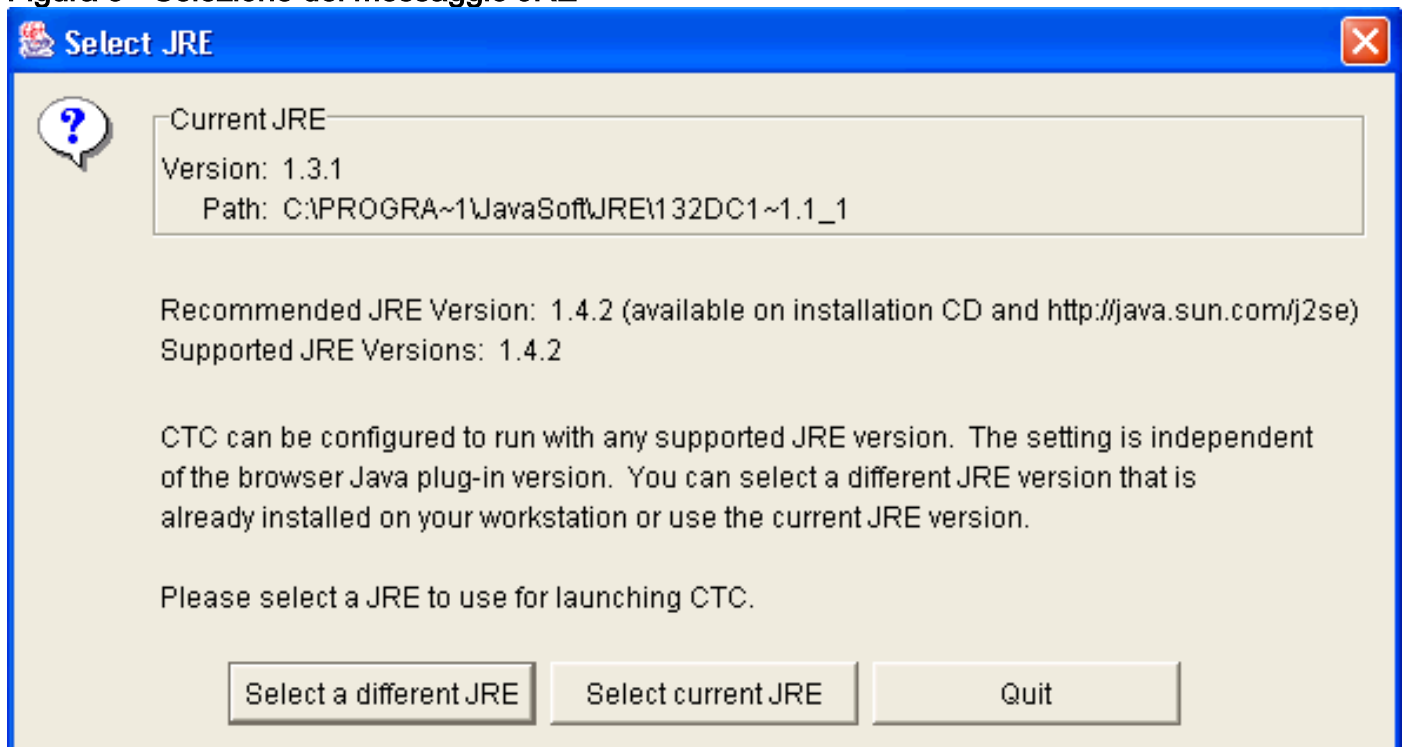 Select JRE
Current JRE
Version: 1.3.1
Path: C:\PROGRA~1\JavaSoft\JRE\132DC1~1.1_1
Recommended JRE Version: 1.4.2 (available on installation CD and http://java.sun.com/j2se)
Supported JRE Versions: 1.4.2
CTC can be configured to run with any supported JRE version. The setting is independent
of the browser Java plug-in version. You can select a different JRE version that is
already installed on your workstation or use the current JRE version.
Please select a JRE to use for launching CTC.
Select a different JRE
Select current JRE
Quit